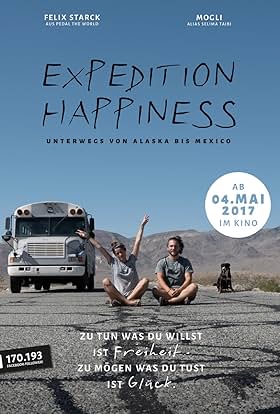 FELIX STARCK
AUS PEDAL THE WORLD
MOGLI
ALIAS SELIMA TAIBI
EXPEDITION
HAPPINESS
UNTERWEGS VON ALASKA BIS MEXICO
AB
04.MAI
2017
IM KINO
ZU TUN WAS DU WILLST
IST Freiheit.
ZU MÖGEN WAS DU TUST
IST Glück.
170.193
FACEBOOK FOLLOWER!